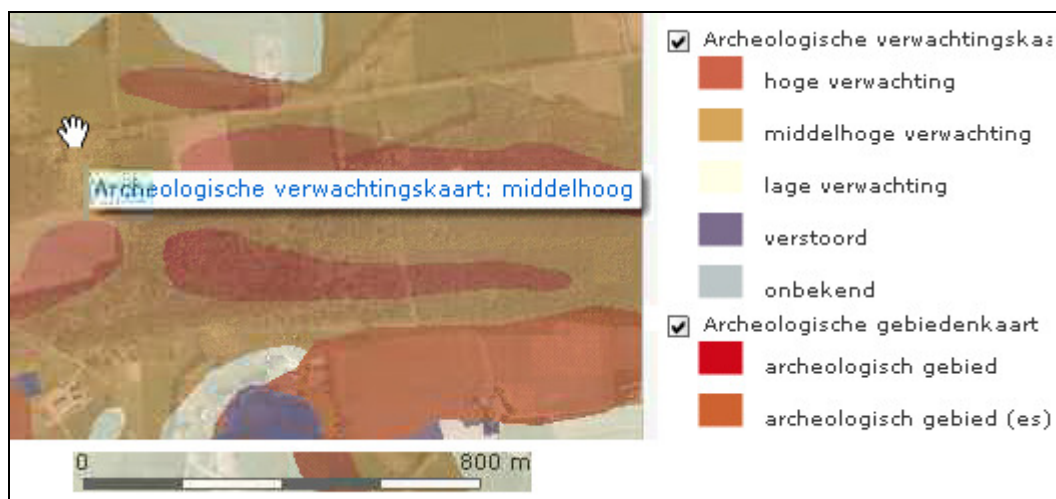 Archeologische verwachtingskaa
hoge verwachting
middelhoge verwachting
Archeologische verwachtingskaart: middelhoog
lage verwachting
verstoord
onbekend
Archeologische gebiedenkaart
archeologisch gebied
archeologisch gebied (es)
0 800 m